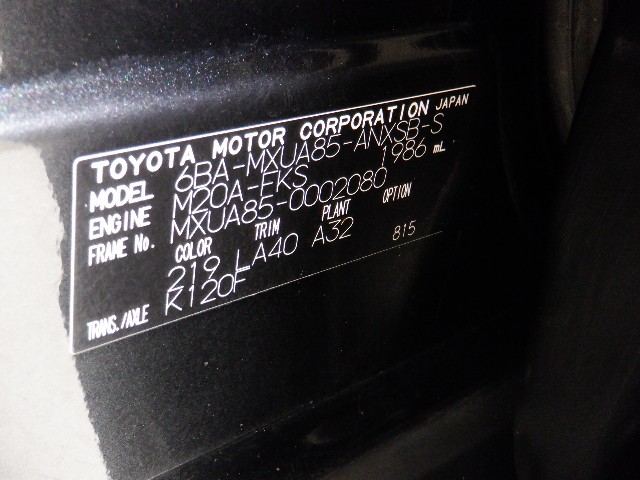 TOYOTA MOTOR CORPORATION JAPAN
MODEL 6BA-MXUA85-ANXSB-S
ENGINE M20A-FKS 1986 mL
FRAME No. MXUA85-0002080
COLOR TRIM PLANT OPTION
219 LA40 A32 815
TRANS./AXLE K120F